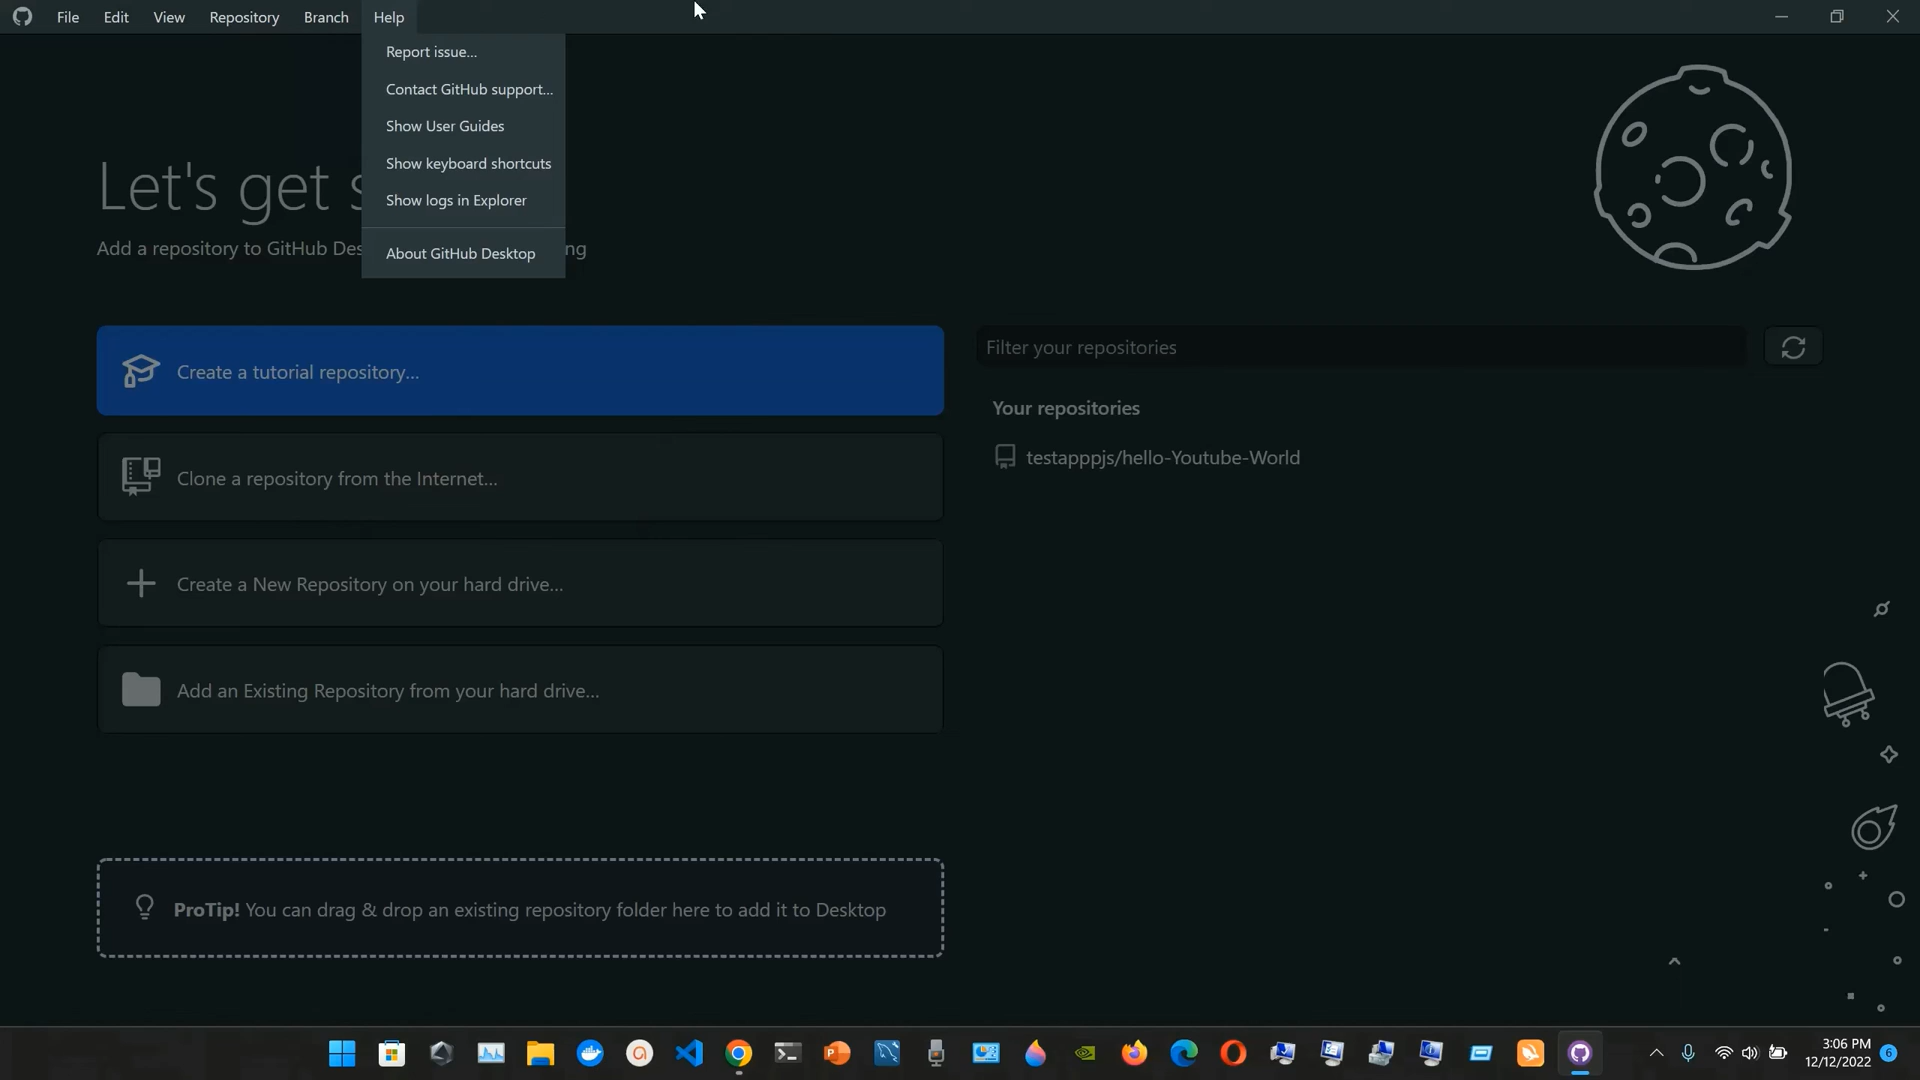 File Edit View Repository Branch Help
Report issue...
Contact GitHub support...
Show User Guides
Show keyboard shortcuts
Show logs in Explorer
About GitHub Desktop
Let's get s
Add a repository to GitHub Des ng
Create a tutorial repository...
Clone a repository from the Internet...
Create a New Repository on your hard drive...
Add an Existing Repository from your hard drive...
ProTip! You can drag & drop an existing repository folder here to add it to Desktop
Filter your repositories
Your repositories
testapppjs/hello-Youtube-World
3:06 PM
12/12/2022
6